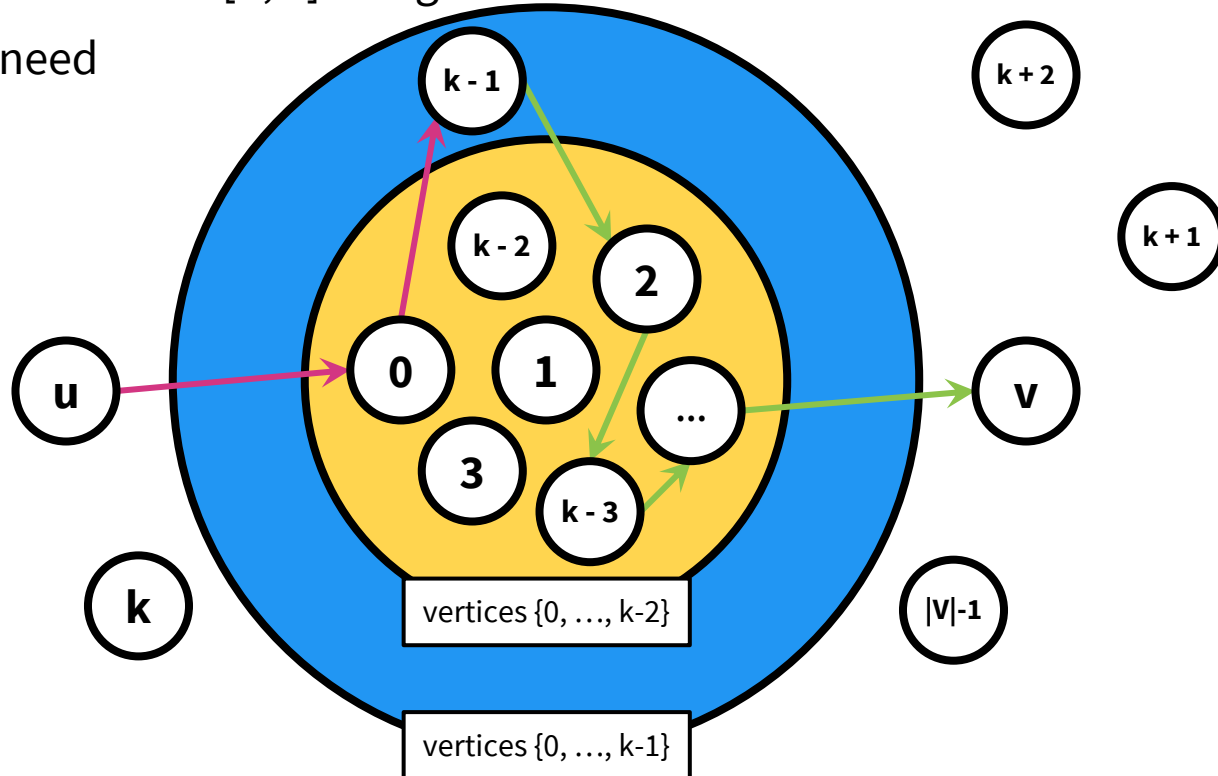 need
k - 1
k + 2
k - 2
k + 1
2
0
1
u
...
v
3
k - 3
k
vertices {0, …, k-2}
|V|-1
vertices {0, …, k-1}